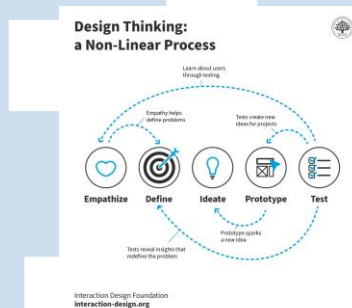 Design Thinking:
a Non-Linear Process
Learn about users
through testing
Empathy helps
define problems
Tests create new
ideas for projects
Empathize
Define
Ideate
Prototype
Test
Prototype sparks
a new idea
Tests reveal insights that
redefine the problem
Interaction Design Foundation
interaction-design.org